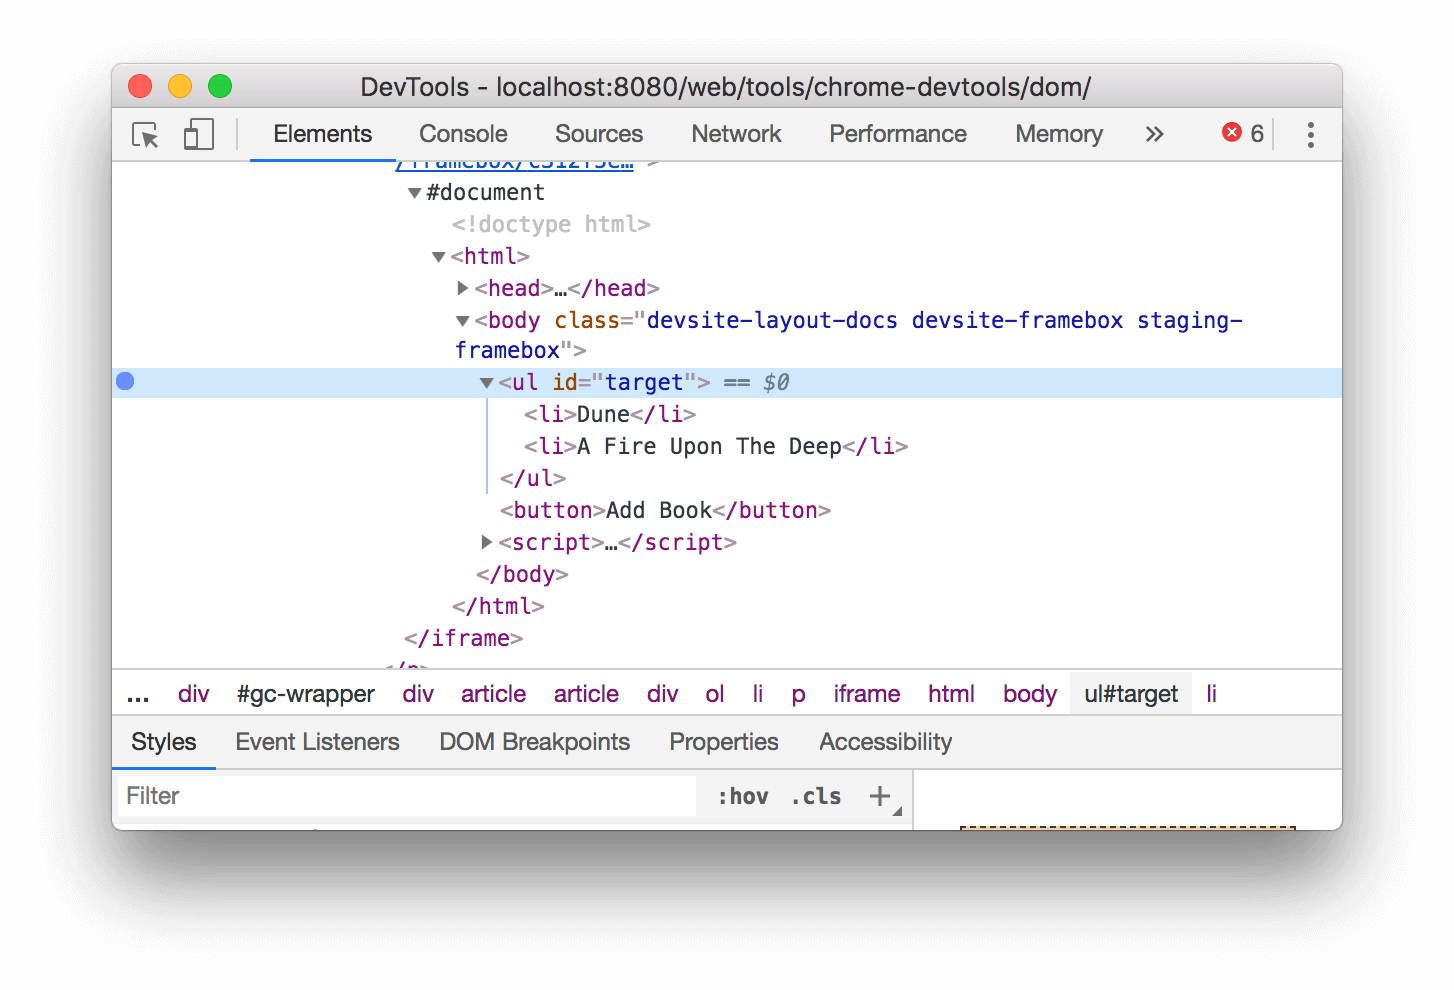 DevTools - localhost:8080/web/tools/chrome-devtools/dom/
Elements Console Sources Network Performance Memory » 6
/framebox/c312f3e… >
#document
<!doctype html>
<html>
<head>…</head>
<body class="devsite-layout-docs devsite-framebox staging-
framebox">
<ul id="target"> == $0
<li>Dune</li>
<li>A Fire Upon The Deep</li>
</ul>
<button>Add Book</button>
<script>…</script>
</body>
</html>
</iframe>
</p>
... div #gc-wrapper div article article div ol li p iframe html body ul#target li
Styles Event Listeners DOM Breakpoints Properties Accessibility
Filter :hov .cls +